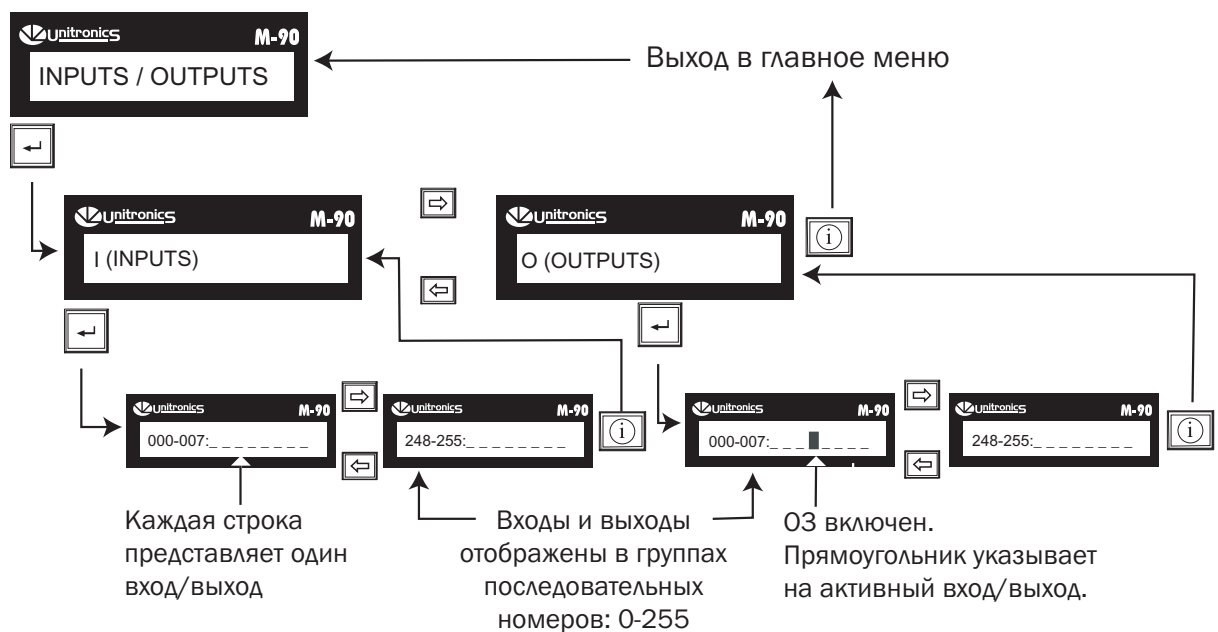 Unitronics M-90
INPUTS / OUTPUTS
Выход в главное меню
Unitronics M-90
I (INPUTS)
Unitronics M-90
O (OUTPUTS)
i
Unitronics M-90
000-007:_ _ _ _ _ _ _ _
Unitronics M-90
248-255:_ _ _ _ _ _ _ _
i
Unitronics M-90
000-007:_ _ _ █ _ _ _ _
Unitronics M-90
248-255:_ _ _ _ _ _ _ _
i
Каждая строка
представляет один
вход/выход
Входы и выходы
отображены в группах
последовательных
номеров: 0-255
O3 включен.
Прямоугольник указывает
на активный вход/выход.